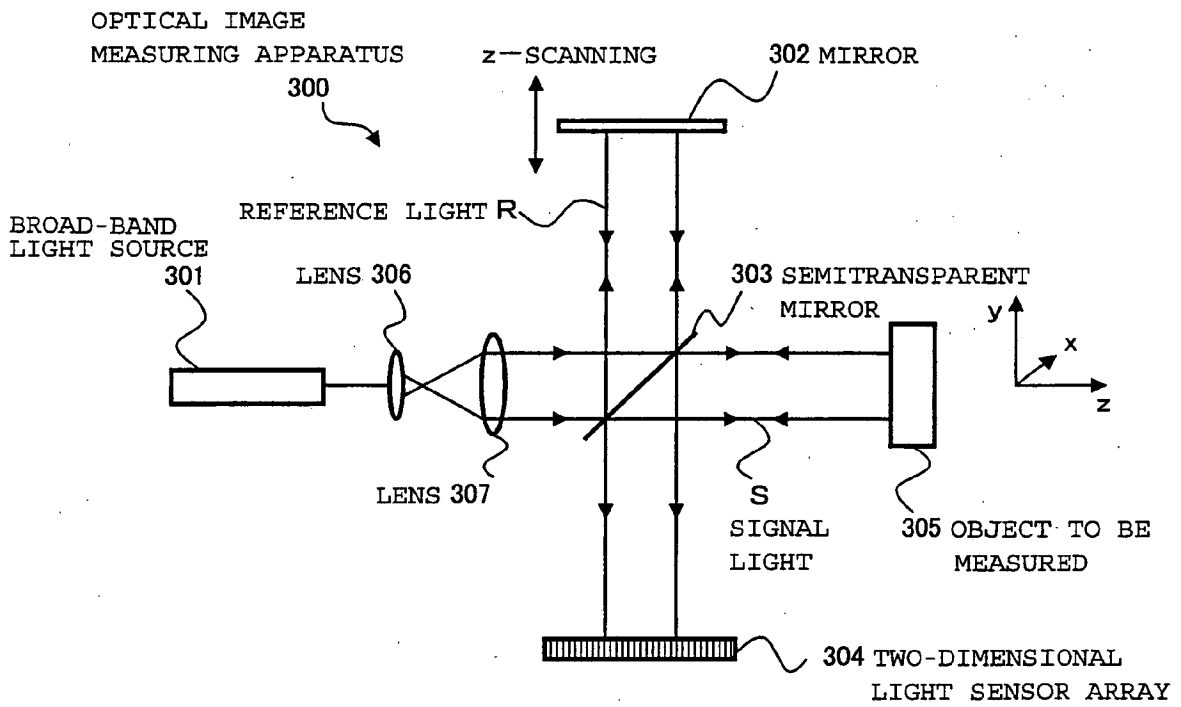 OPTICAL IMAGE
MEASURING APPARATUS
300
z-SCANNING
302 MIRROR
REFERENCE LIGHT R
BROAD-BAND
LIGHT SOURCE
301
LENS 306
303 SEMITRANSPARENT
MIRROR
y
x
z
LENS 307
S
SIGNAL
LIGHT
305 OBJECT TO BE
MEASURED
304 TWO-DIMENSIONAL
LIGHT SENSOR ARRAY